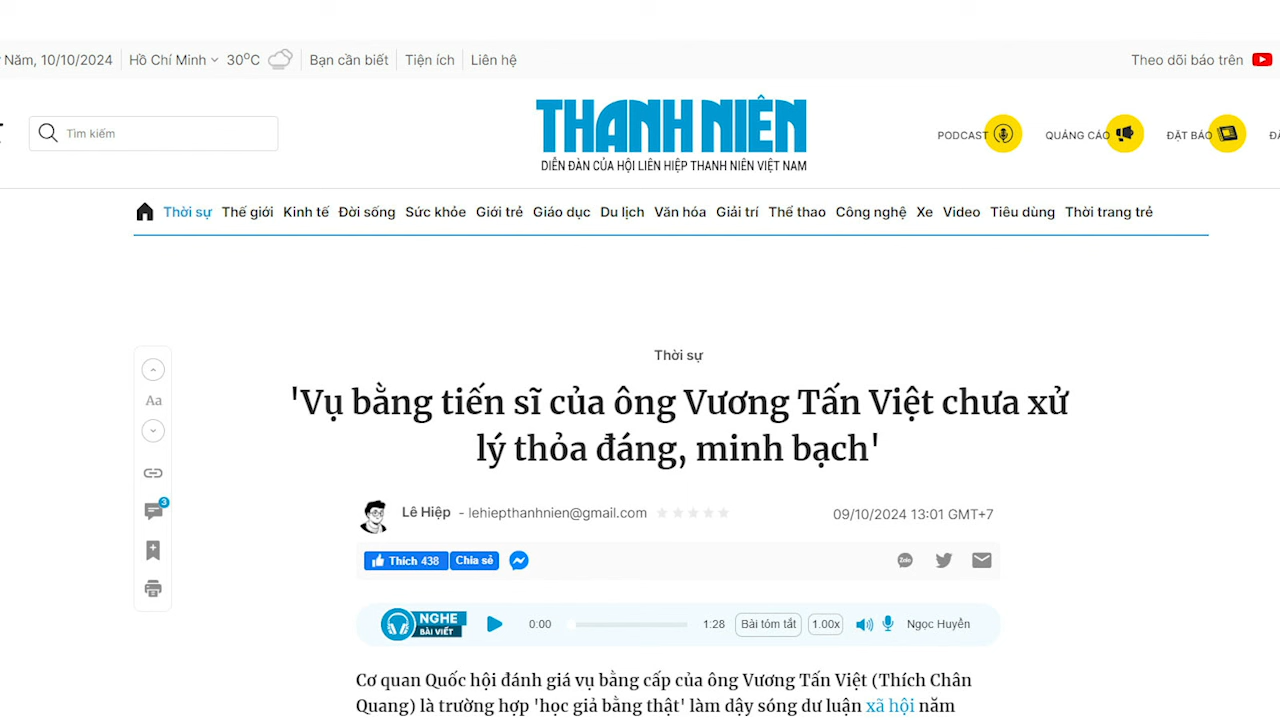 Năm, 10/10/2024 Hồ Chí Minh 30⁰C Bạn cần biết Tiện ích Liên hệ Theo dõi báo trên
Tìm kiếm
THANH NIÊN
DIỄN ĐÀN CỦA HỘI LIÊN HIỆP THANH NIÊN VIỆT NAM
PODCAST QUẢNG CÁO ĐẶT BÁO
Thời sự Thế giới Kinh tế Đời sống Sức khỏe Giới trẻ Giáo dục Du lịch Văn hóa Giải trí Thể thao Công nghệ Xe Video Tiêu dùng Thời trang trẻ
Thời sự
'Vụ bằng tiến sĩ của ông Vương Tấn Việt chưa xử
lý thỏa đáng, minh bạch'
Aa
3
Lê Hiệp - lehiepthanhnien@gmail.com 09/10/2024 13:01 GMT+7
Thích 438 Chia sẻ Zalo
NGHE
BÀI VIẾT
0:00 1:28 Bài tóm tắt 1.00x Ngọc Huyền
Cơ quan Quốc hội đánh giá vụ bằng cấp của ông Vương Tấn Việt (Thích Chân
Quang) là trường hợp 'học giả bằng thật' làm dậy sóng dư luận xã hội năm